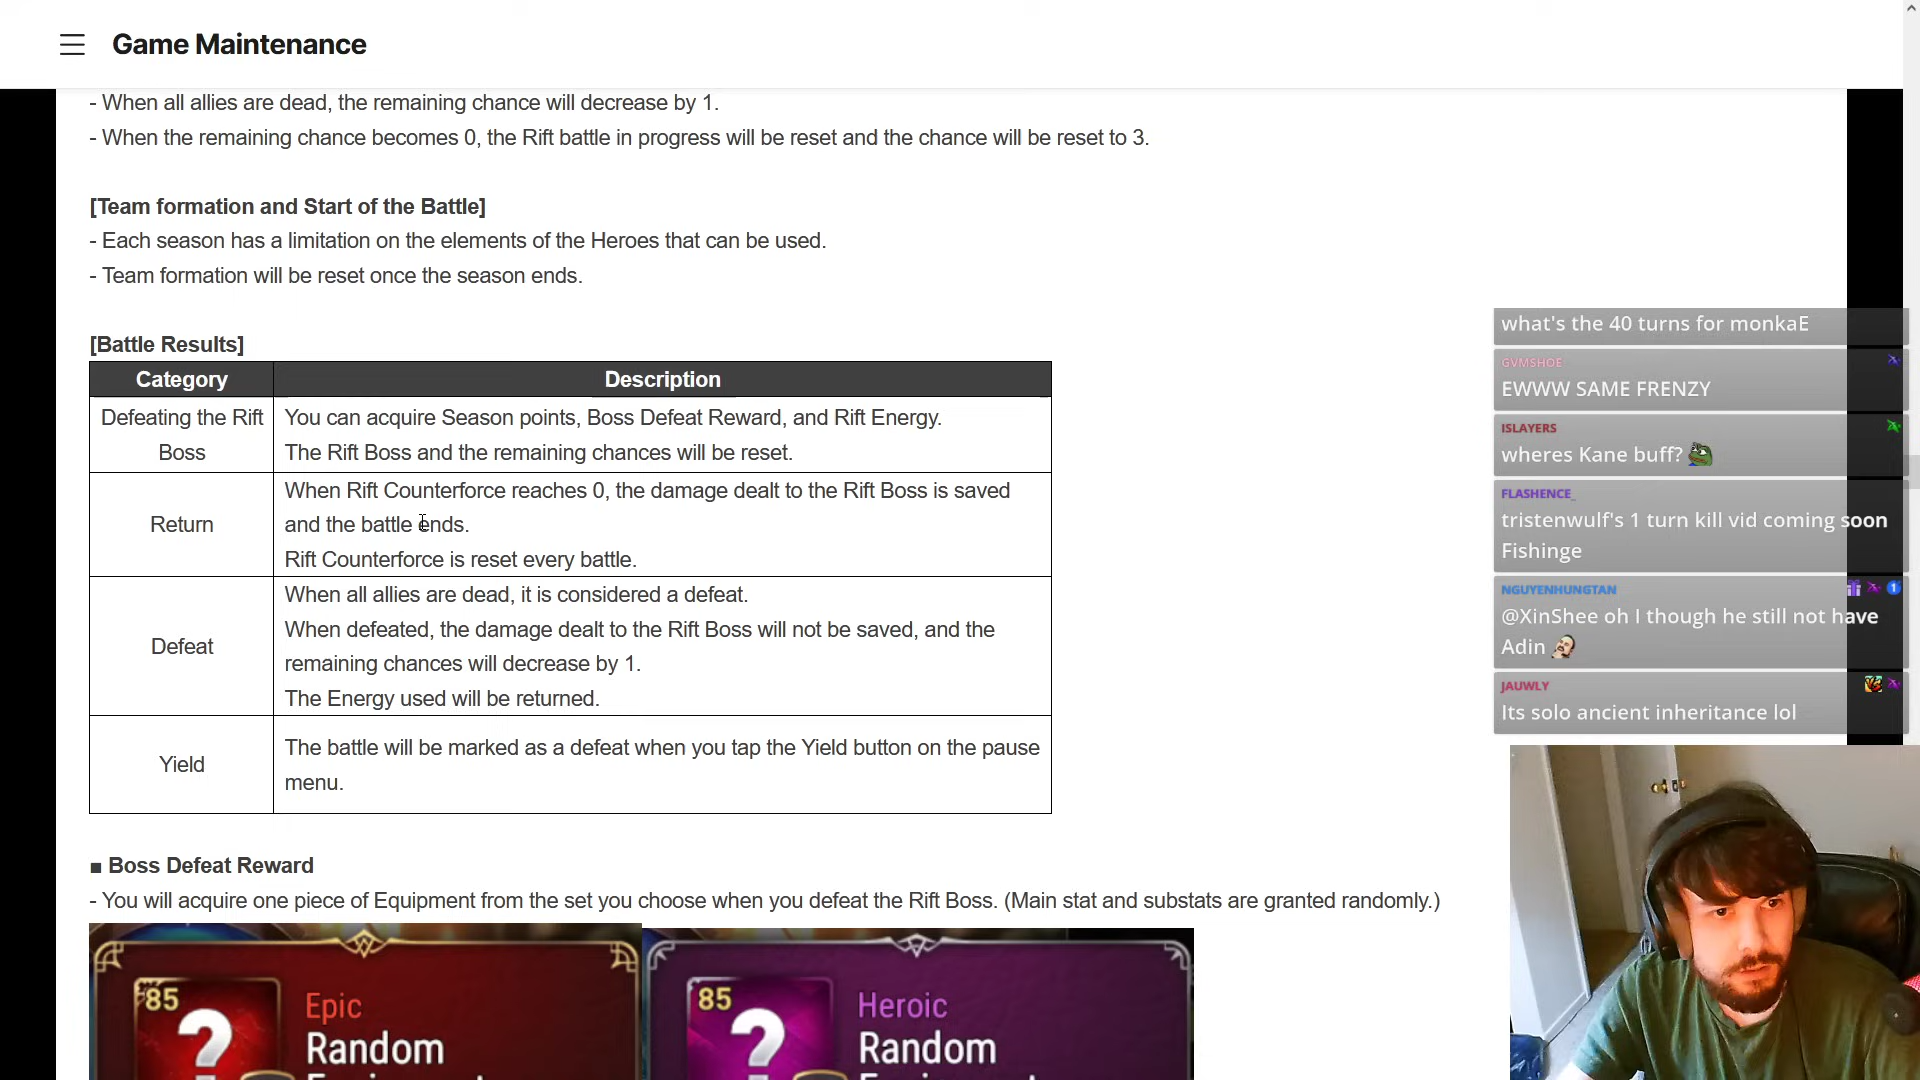 Game Maintenance
- When all allies are dead, the remaining chance will decrease by 1.
- When the remaining chance becomes 0, the Rift battle in progress will be reset and the chance will be reset to 3.
[Team formation and Start of the Battle]
- Each season has a limitation on the elements of the Heroes that can be used.
- Team formation will be reset once the season ends.
[Battle Results]
Category Description
Defeating the Rift
Boss
You can acquire Season points, Boss Defeat Reward, and Rift Energy.
The Rift Boss and the remaining chances will be reset.
Return
When Rift Counterforce reaches 0, the damage dealt to the Rift Boss is saved
and the battle ends.
Rift Counterforce is reset every battle.
Defeat
When all allies are dead, it is considered a defeat.
When defeated, the damage dealt to the Rift Boss will not be saved, and the
remaining chances will decrease by 1.
The Energy used will be returned.
Yield
The battle will be marked as a defeat when you tap the Yield button on the pause
menu.
■ Boss Defeat Reward
- You will acquire one piece of Equipment from the set you choose when you defeat the Rift Boss. (Main stat and substats are granted randomly.)
85
Epic
Random
85
Heroic
Random
what's the 40 turns for monkaE
GVMSHOE
EWWW SAME FRENZY
ISLAYERS
wheres Kane buff?
FLASHENCE_
tristenwulf's 1 turn kill vid coming soon
Fishinge
NGUYENHUNGTAN
1
@XinShee oh I though he still not have
Adin
JAUWLY
Its solo ancient inheritance lol